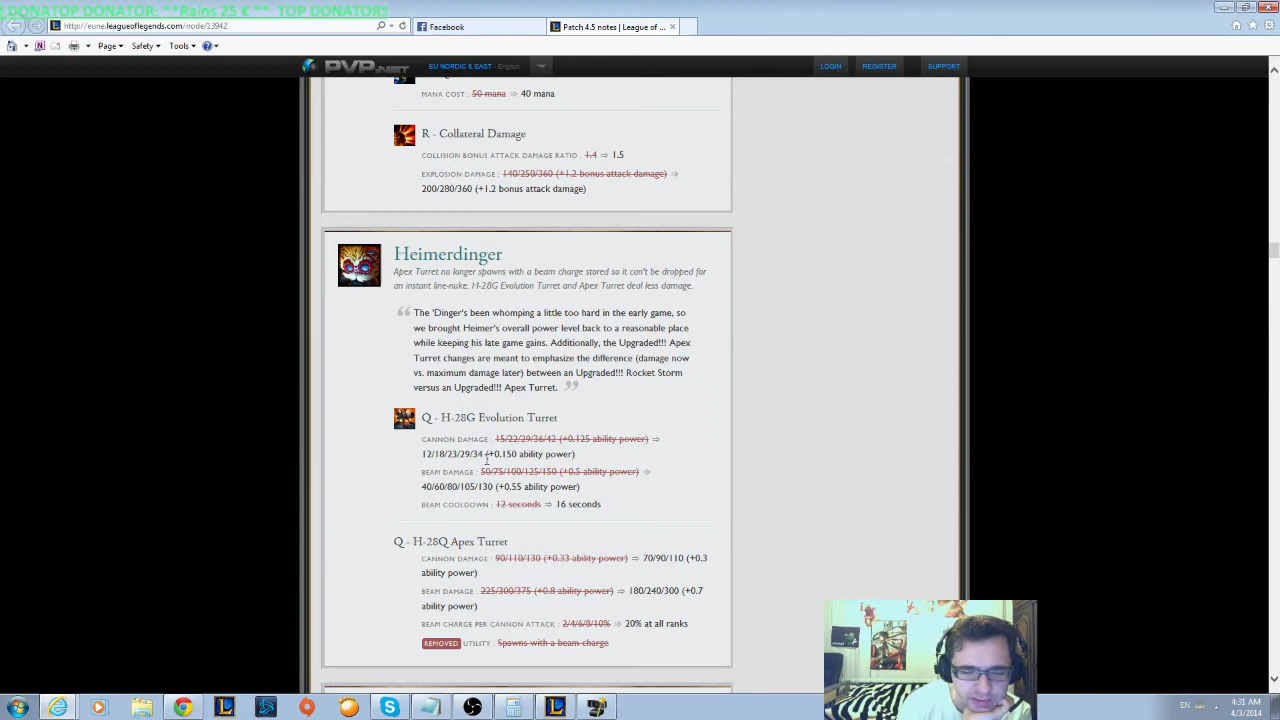 DONATOP DONATOR: **Rains 25 € ** TOP DONATORS
http://eune.leagueoflegends.com/node/13942
Facebook
Patch 4.5 notes | League of ...
Page
Safety
Tools
PVP.NET
EU NORDIC & EAST - English
LOGIN
REGISTER
SUPPORT
MANA COST : 50 mana ⇒ 40 mana
R - Collateral Damage
COLLISION BONUS ATTACK DAMAGE RATIO : 1.4 ⇒ 1.5
EXPLOSION DAMAGE : 140/250/360 (+1.2 bonus attack damage) ⇒
200/280/360 (+1.2 bonus attack damage)
Heimerdinger
Apex Turret no longer spawns with a beam charge stored so it can't be dropped for
an instant line-nuke. H-28G Evolution Turret and Apex Turret deal less damage.
The 'Dinger's been whomping a little too hard in the early game, so
we brought Heimer's overall power level back to a reasonable place
while keeping his late game gains. Additionally, the Upgraded!!! Apex
Turret changes are meant to emphasize the difference (damage now
vs. maximum damage later) between an Upgraded!!! Rocket Storm
versus an Upgraded!!! Apex Turret.
Q - H-28G Evolution Turret
CANNON DAMAGE : 15/22/29/36/42 (+0.125 ability power) ⇒
12/18/23/29/34 (+0.150 ability power)
BEAM DAMAGE : 50/75/100/125/150 (+0.5 ability power) ⇒
40/60/80/105/130 (+0.55 ability power)
BEAM COOLDOWN : 12 seconds ⇒ 16 seconds
Q - H-28Q Apex Turret
CANNON DAMAGE : 90/110/130 (+0.33 ability power) ⇒ 70/90/110 (+0.3
ability power)
BEAM DAMAGE : 225/300/375 (+0.8 ability power) ⇒ 180/240/300 (+0.7
ability power)
BEAM CHARGE PER CANNON ATTACK : 2/4/6/8/10% ⇒ 20% at all ranks
REMOVED UTILITY : Spawns with a beam charge
EN
4:31 AM
4/3/2014